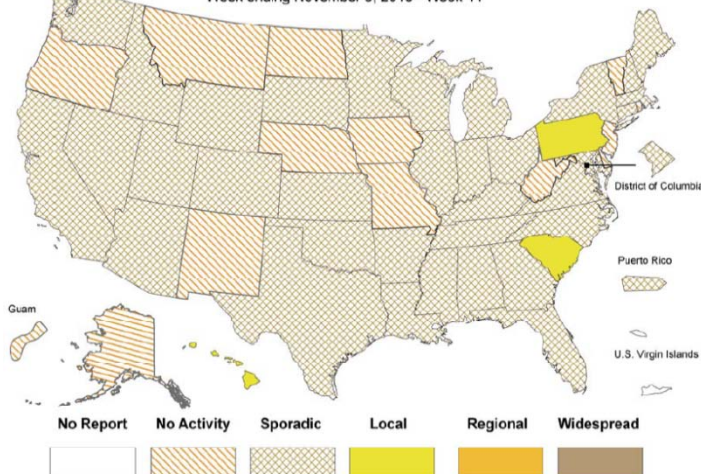 District of Columbia
Puerto Rico
Guam
U.S. Virgin Islands
No Report No Activity Sporadic Local Regional Widespread